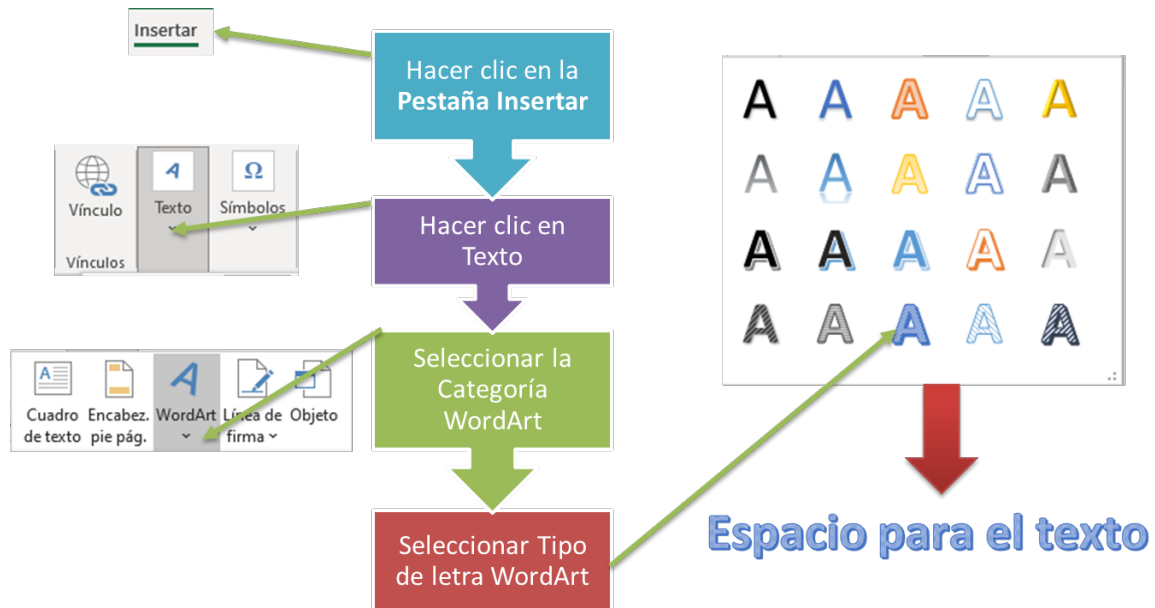 Insertar
Hacer clic en la
Pestaña Insertar
Vínculo
Texto
Símbolos
Vínculos
Hacer clic en
Texto
Seleccionar la
Categoría
WordArt
Cuadro
de texto
Encabez.
pie pág.
WordArt
Línea de
firma
Objeto
Seleccionar Tipo
de letra WordArt
A A A A A
A A A A A
A A A A A
A A A A A
Espacio para el texto